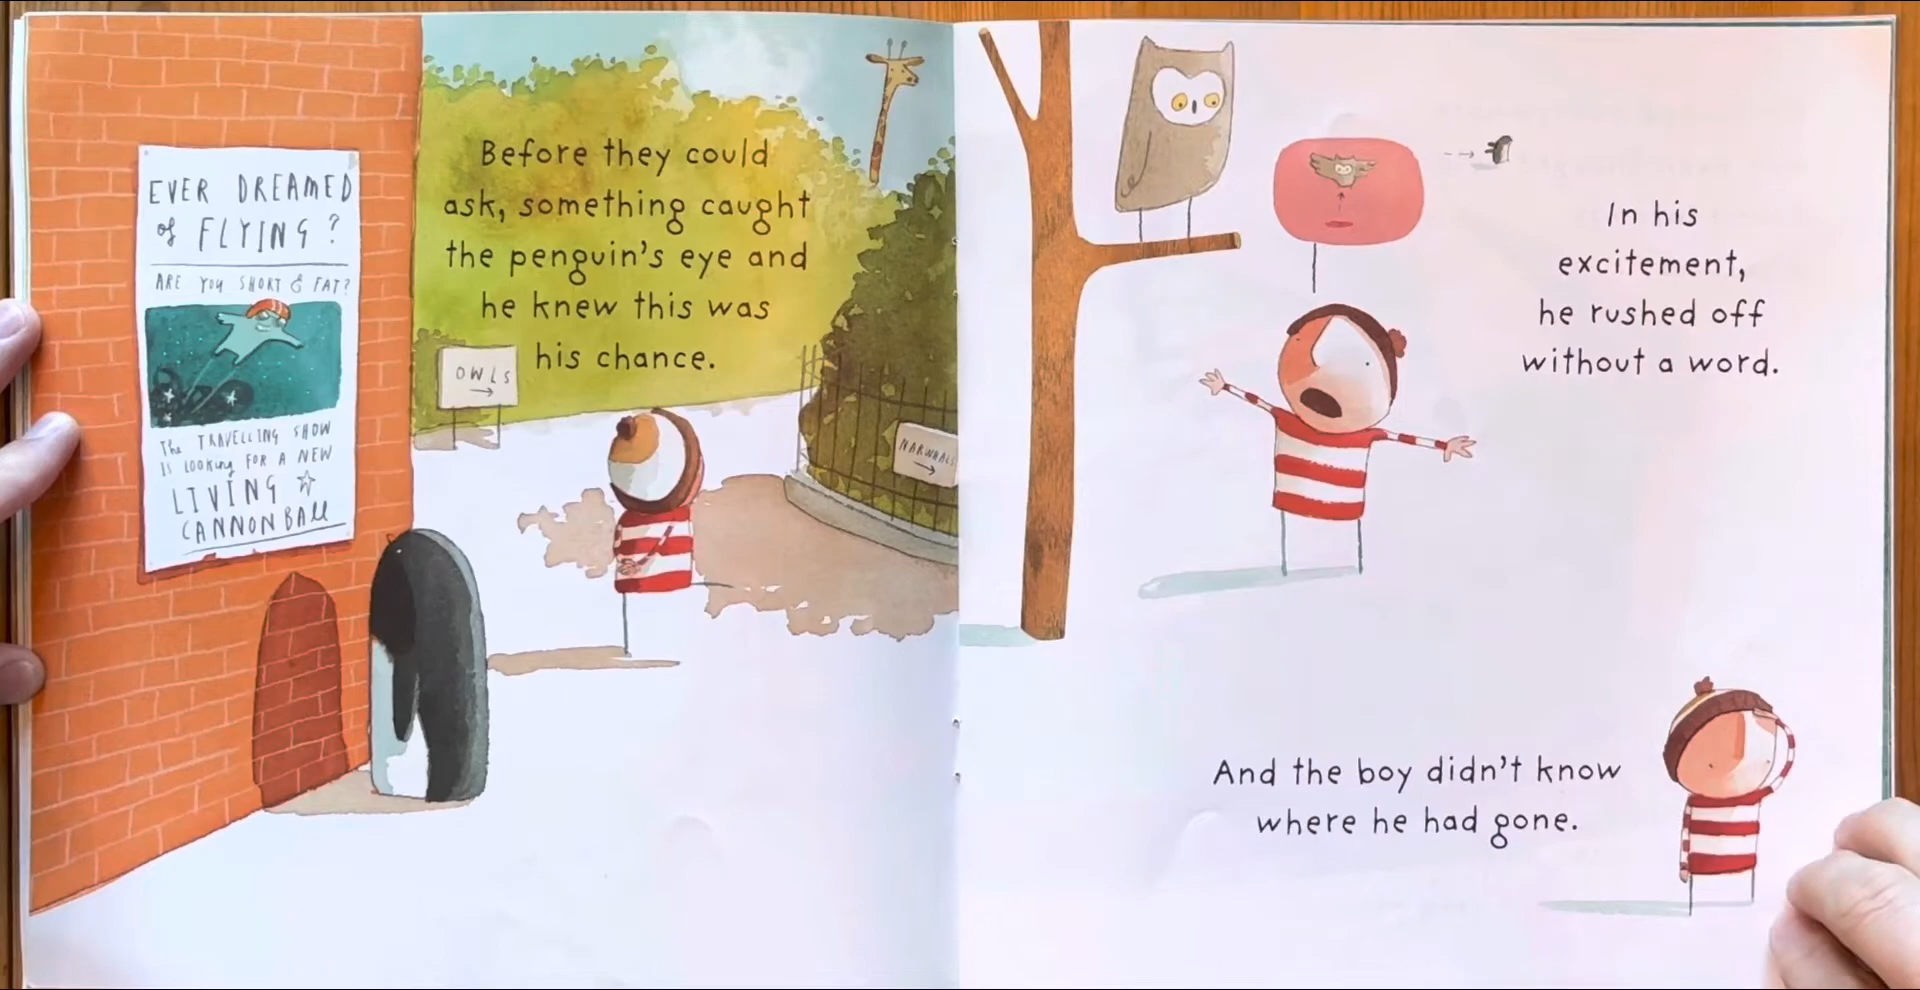 EVER DREAMED
of FLYING?
ARE YOU SHORT & FAT?
The TRAVELLING SHOW
IS LOOKING FOR A NEW
LIVING
CANNONBALL
Before they could
ask, something caught
the penguin's eye and
he knew this was
his chance.
OWLS
NARWHALS
In his
excitement,
he rushed off
without a word.
And the boy didn't know
where he had gone.